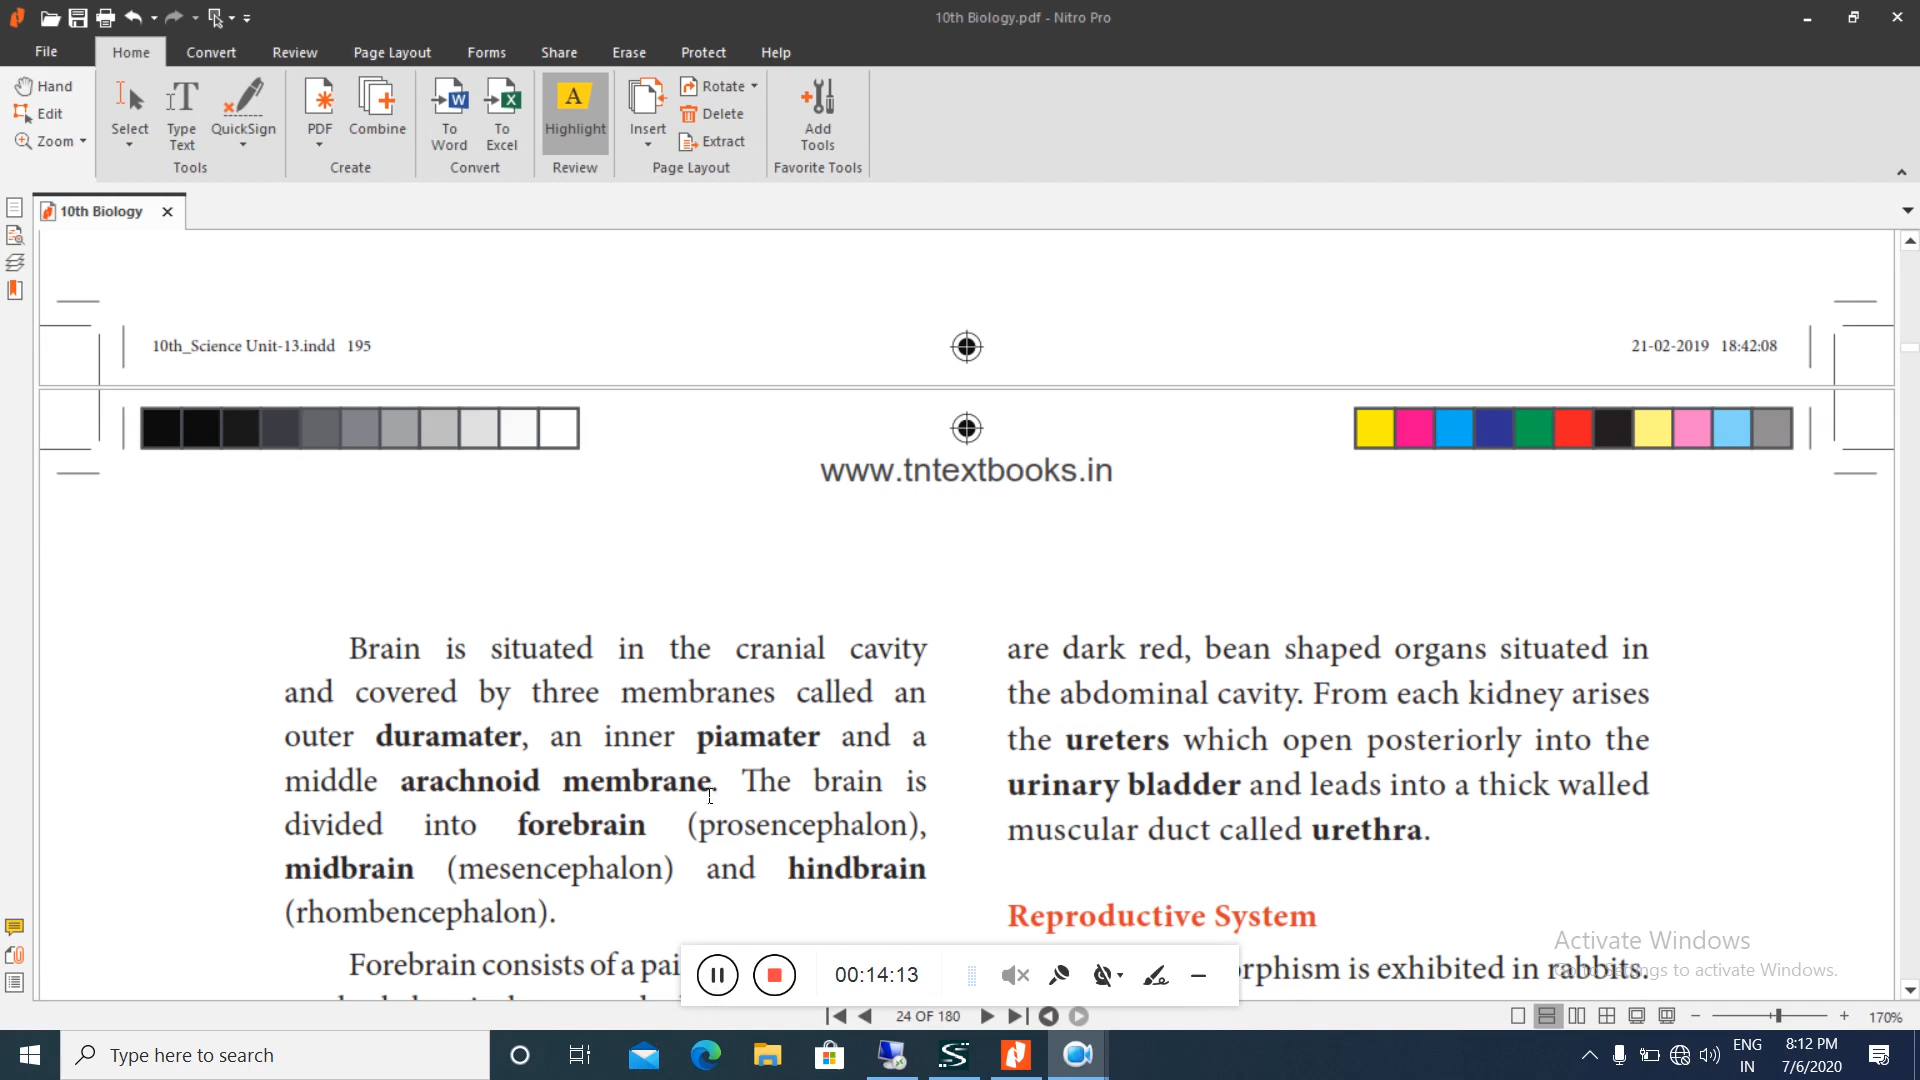 10th Biology.pdf - Nitro Pro
File
Home
Convert
Review
Page Layout
Forms
Share
Erase
Protect
Help
Hand
Edit
Zoom
Select
Type
Text
QuickSign
Tools
PDF
Combine
Create
To
Word
To
Excel
Convert
A
Highlight
Review
Insert
Rotate
Delete
Extract
Page Layout
Add
Tools
Favorite Tools
10th Biology
10th_Science Unit-13.indd 195
21-02-2019 18:42:08
www.tntextbooks.in
Brain is situated in the cranial cavity
and covered by three membranes called an
outer duramater, an inner piamater and a
middle arachnoid membrane. The brain is
divided into forebrain (prosencephalon),
midbrain (mesencephalon) and hindbrain
(rhombencephalon).
Forebrain consists of a pai
are dark red, bean shaped organs situated in
the abdominal cavity. From each kidney arises
the ureters which open posteriorly into the
urinary bladder and leads into a thick walled
muscular duct called urethra.
Reproductive System
rphism is exhibited in rabbits.
Activate Windows
Go to Settings to activate Windows.
00:14:13
24 OF 180
170%
Type here to search
ENG
IN
8:12 PM
7/6/2020